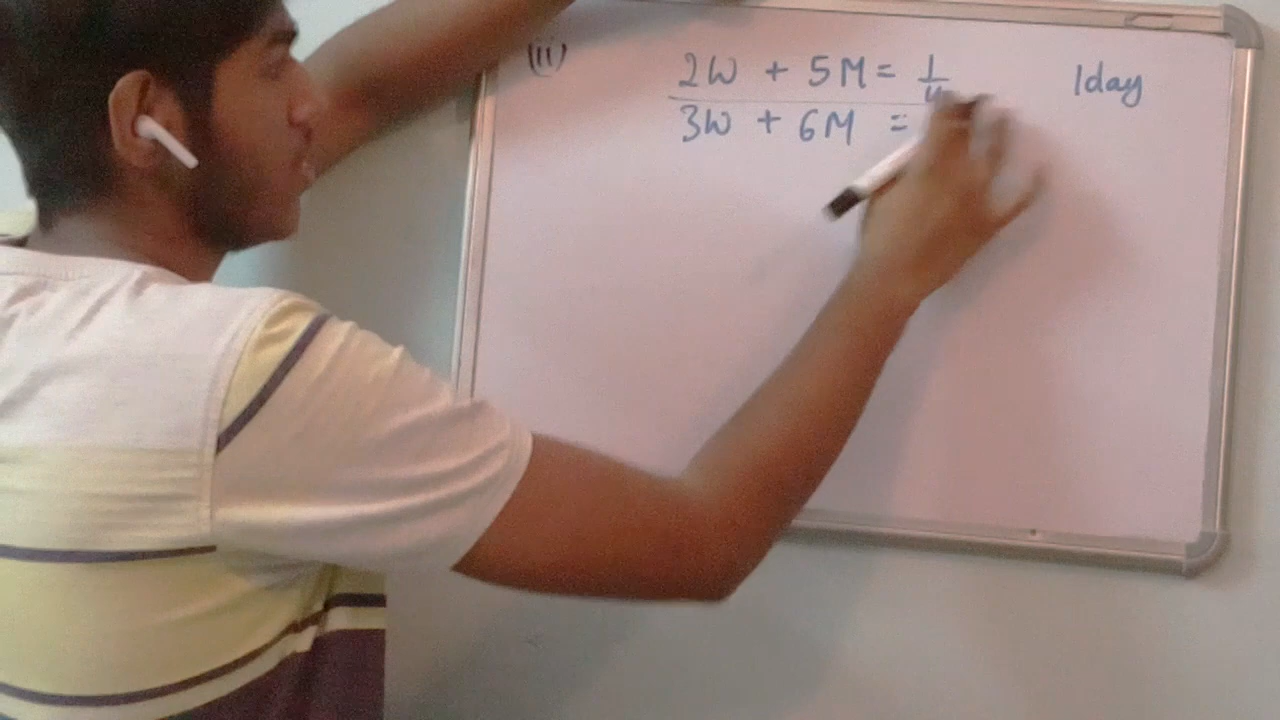 (ii) 2W + 5M = 1/4 1day
3W + 6M =